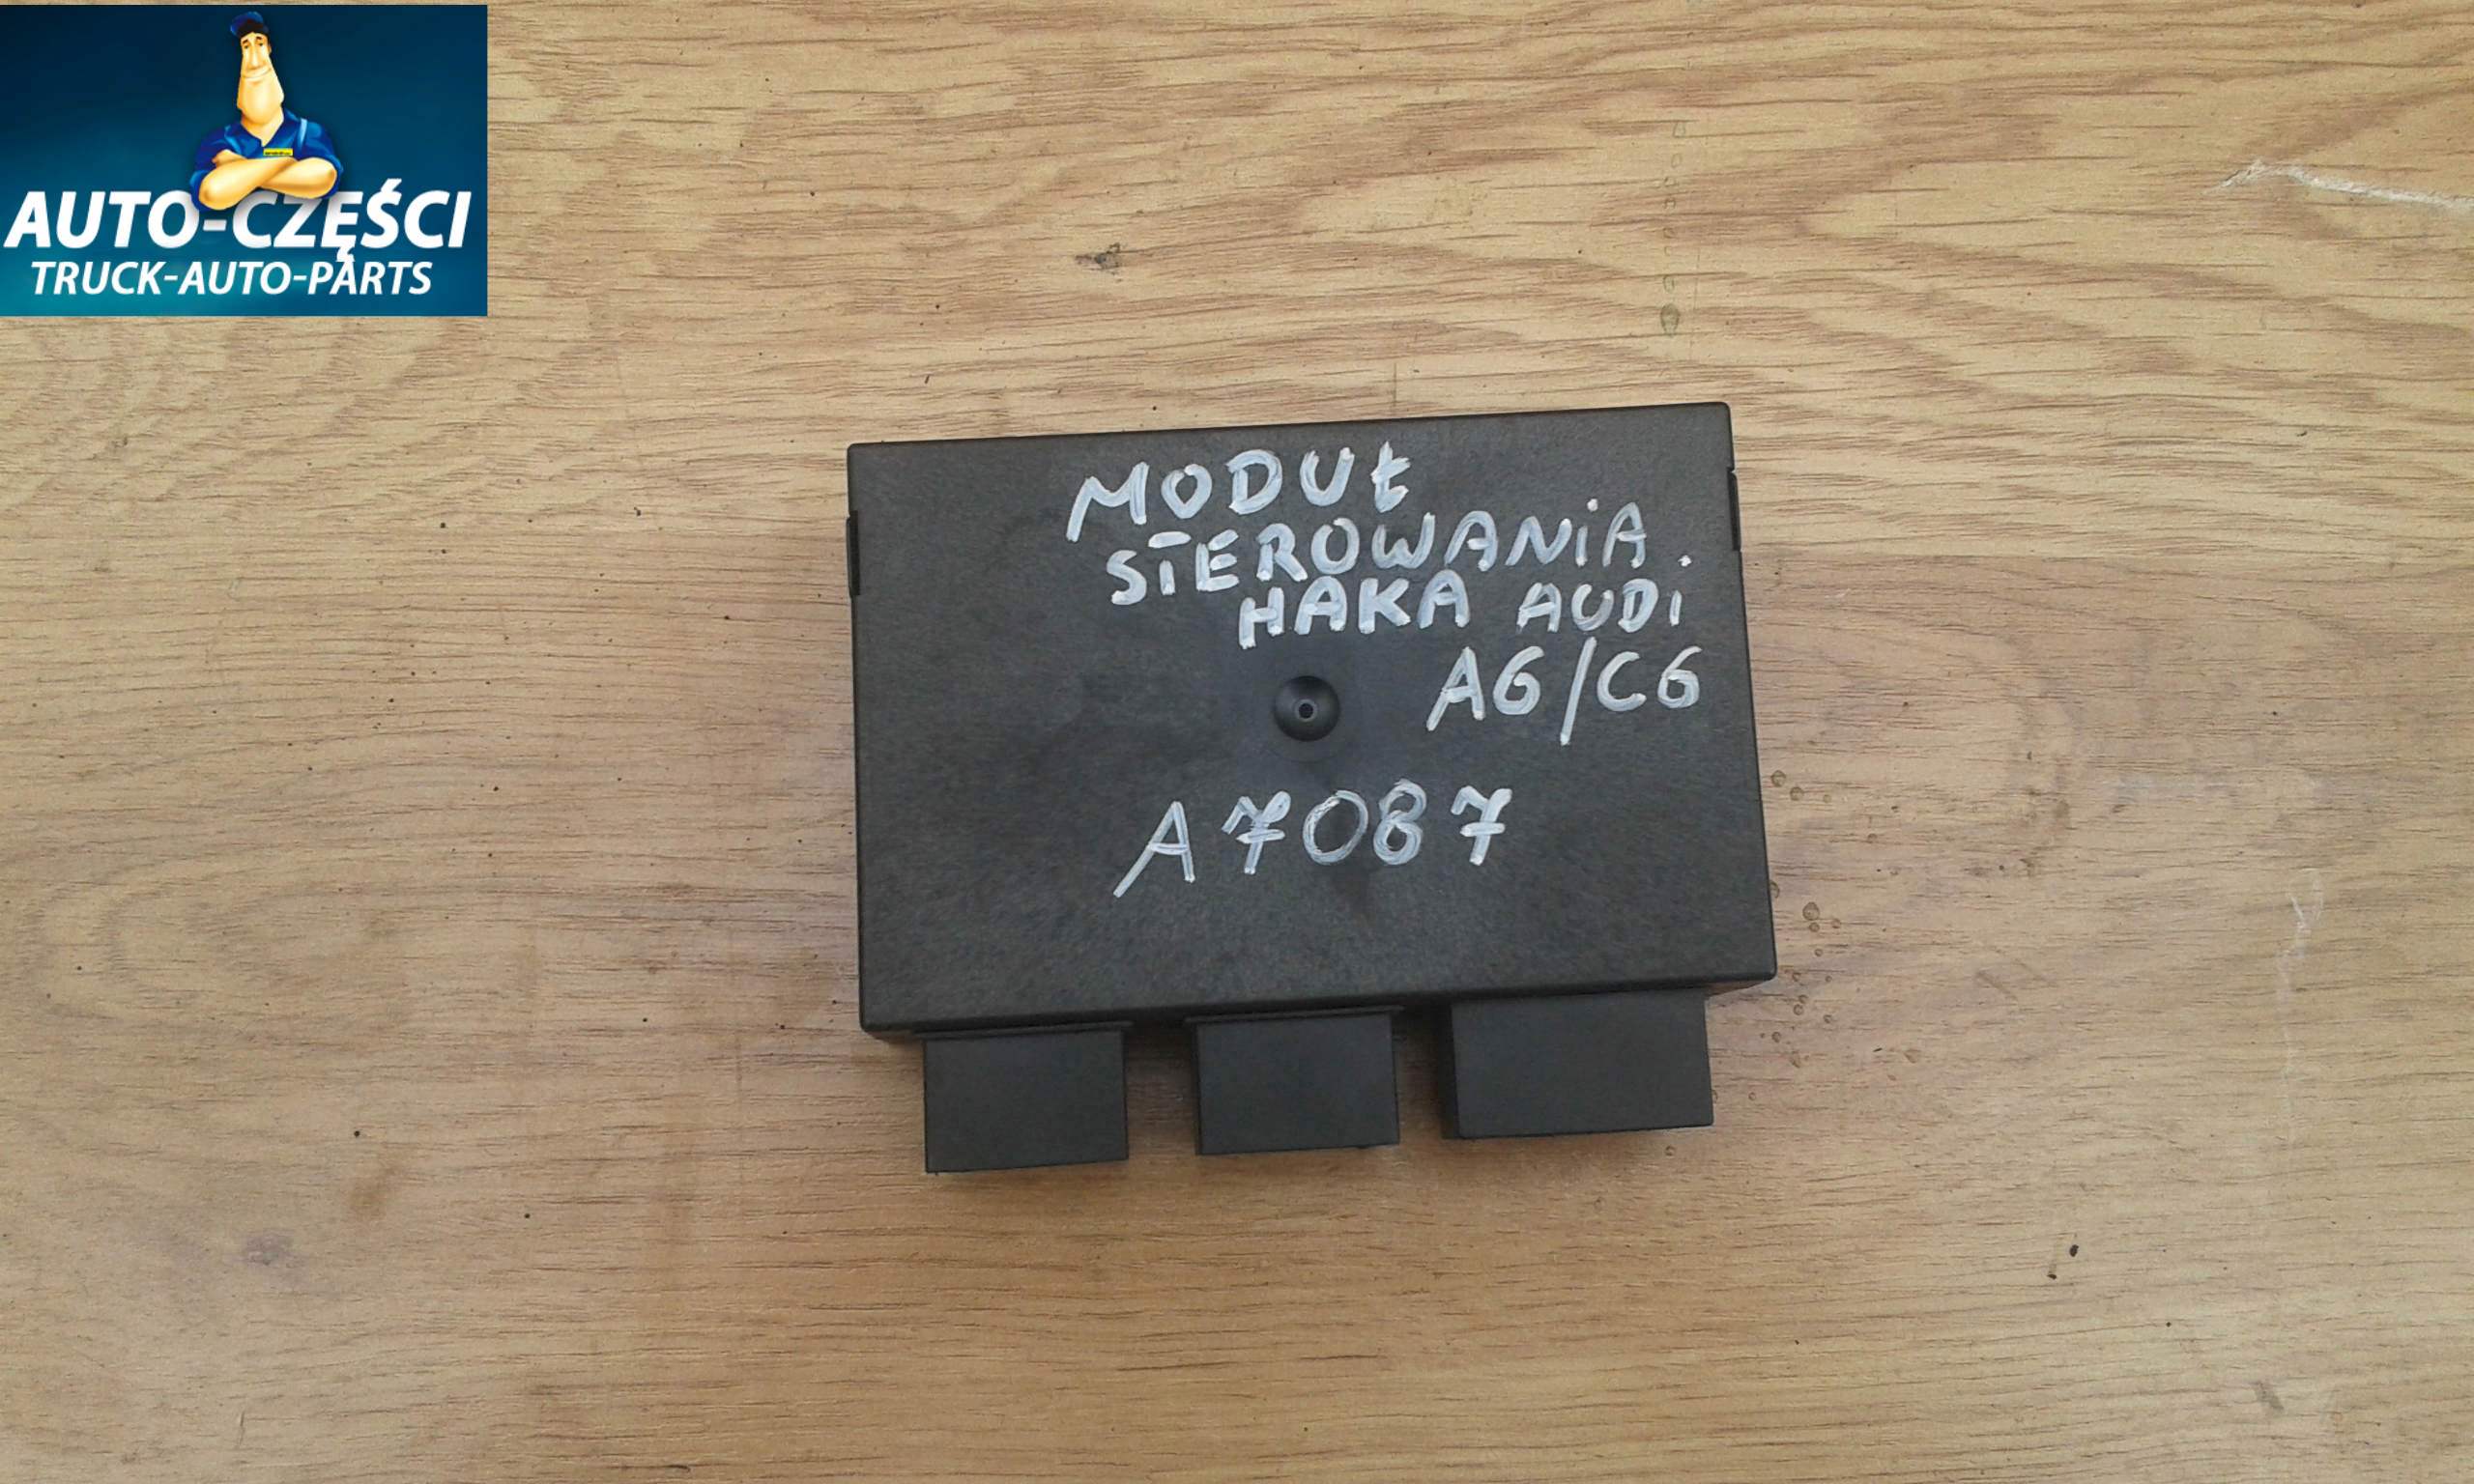 AUTO-CZĘŚCI
TRUCK-AUTO-PARTS
MODUŁ
STEROWANiA.
HAKA AUDi
A6/C6
A7087